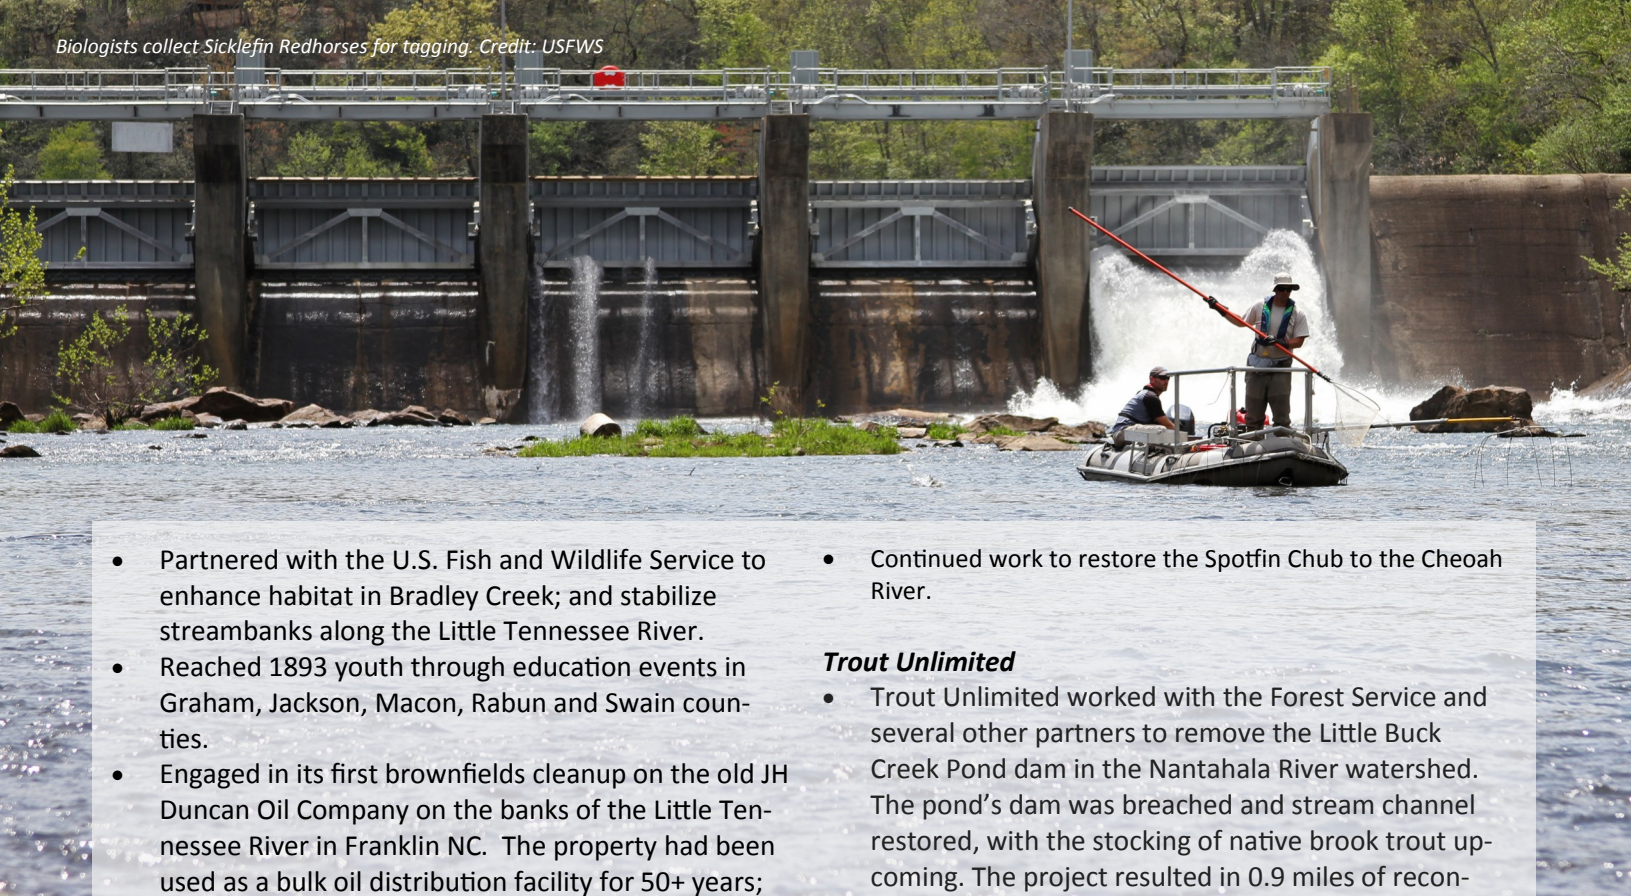 Biologists collect Sicklefin Redhorses for tagging. Credit: USFWS
• Partnered with the U.S. Fish and Wildlife Service to
enhance habitat in Bradley Creek; and stabilize
streambanks along the Little Tennessee River.
• Reached 1893 youth through education events in
Graham, Jackson, Macon, Rabun and Swain coun-
ties.
• Engaged in its first brownfields cleanup on the old JH
Duncan Oil Company on the banks of the Little Ten-
nessee River in Franklin NC.  The property had been
used as a bulk oil distribution facility for 50+ years;
• Continued work to restore the Spotfin Chub to the Cheoah
River.
Trout Unlimited
• Trout Unlimited worked with the Forest Service and
several other partners to remove the Little Buck
Creek Pond dam in the Nantahala River watershed.
The pond’s dam was breached and stream channel
restored, with the stocking of native brook trout up-
coming. The project resulted in 0.9 miles of recon-